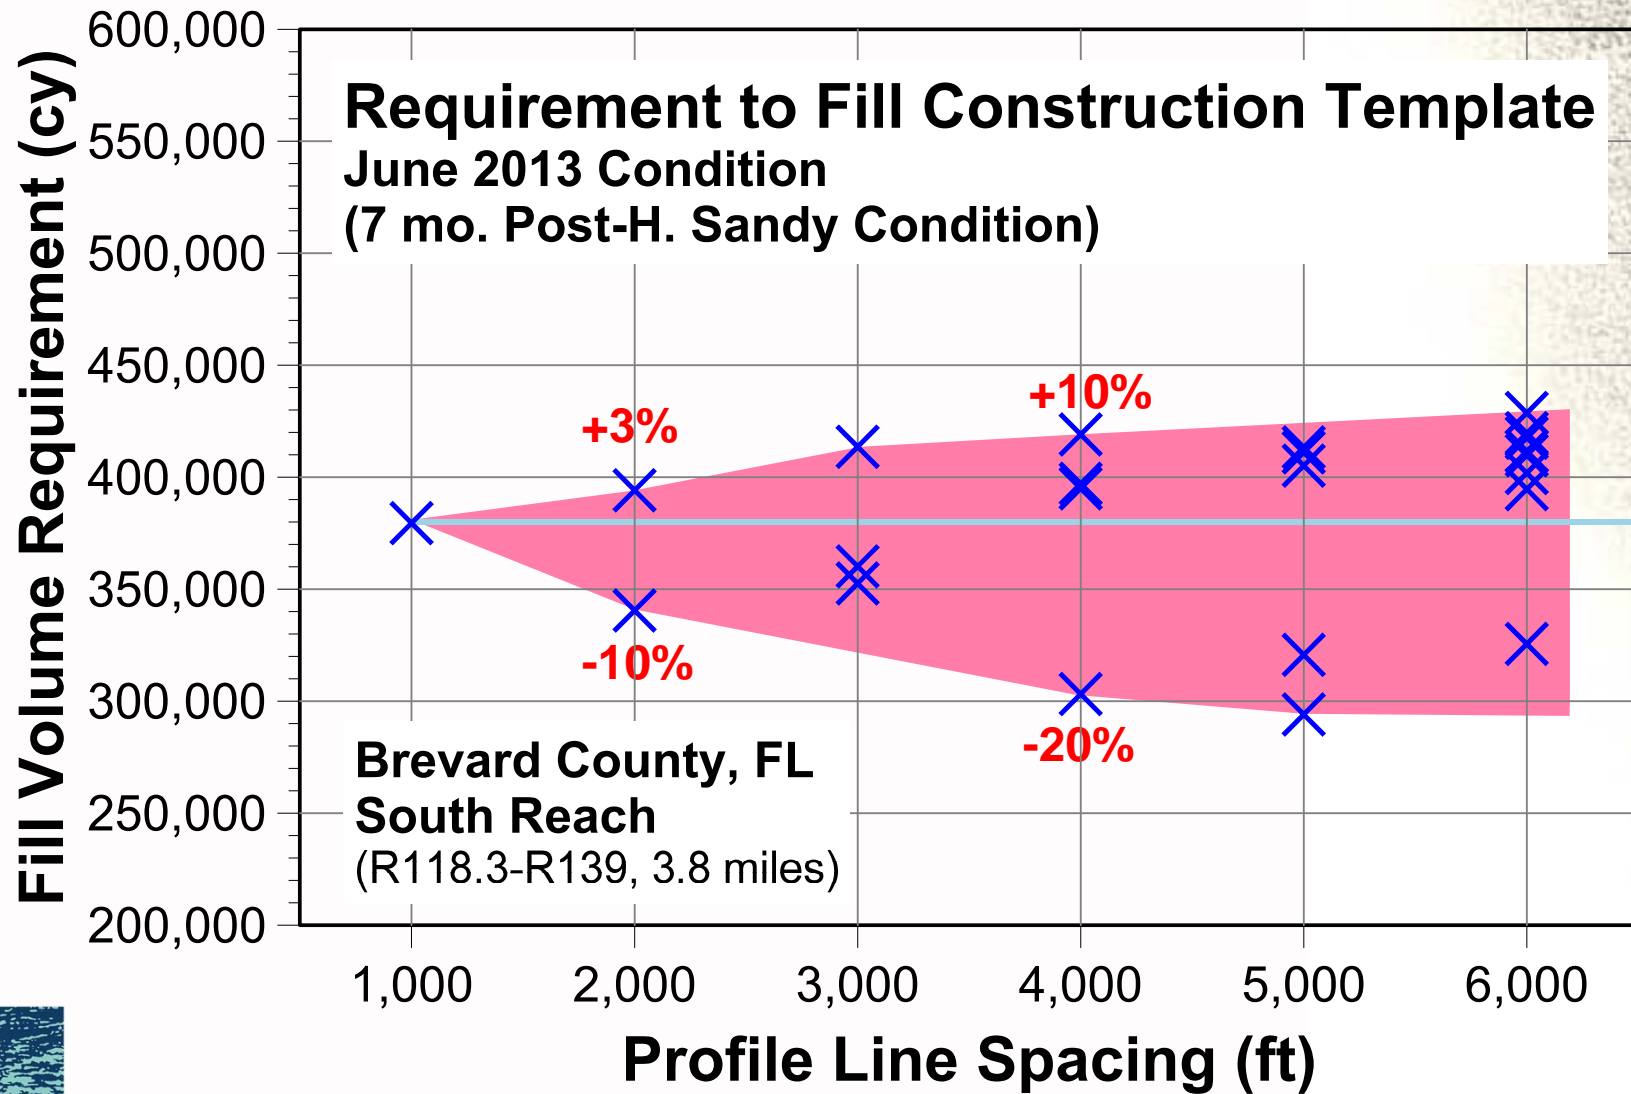 Requirement to Fill Construction Template
June 2013 Condition
(7 mo. Post-H. Sandy Condition)
Fill Volume Requirement (cy)
600,000
550,000
500,000
450,000
400,000
350,000
300,000
250,000
200,000
+3%
+10%
-10%
-20%
Brevard County, FL
South Reach
(R118.3-R139, 3.8 miles)
1,000 2,000 3,000 4,000 5,000 6,000
Profile Line Spacing (ft)